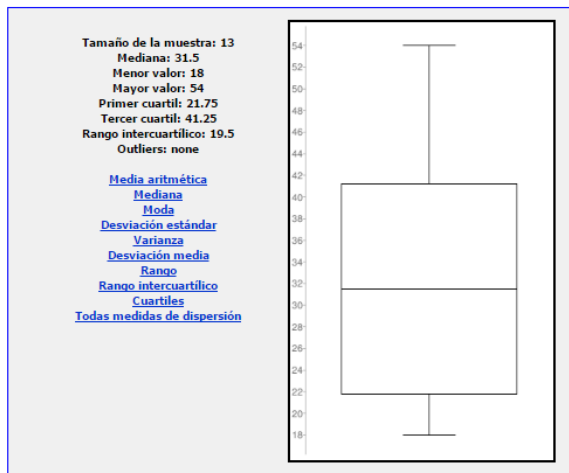 Tamaño de la muestra: 13
Mediana: 31.5
Menor valor: 18
Mayor valor: 54
Primer cuartil: 21.75
Tercer cuartil: 41.25
Rango intercuartílico: 19.5
Outliers: none
Media aritmética
Mediana
Moda
Desviación estándar
Varianza
Desviación media
Rango
Rango intercuartílico
Cuartiles
Todas medidas de dispersión
54
52
50
48
46
44
42
40
38
36
34
32
30
28
26
24
22
20
18